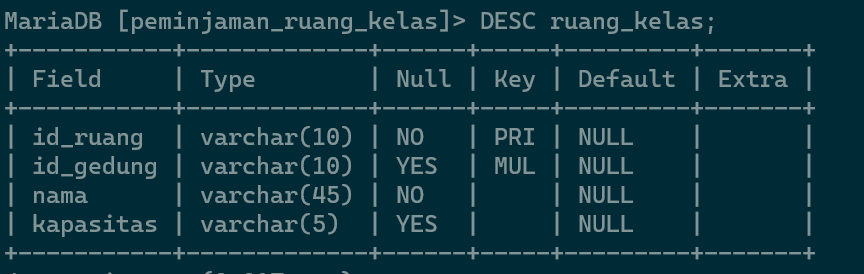 MariaDB [peminjaman_ruang_kelas]> DESC ruang_kelas;
+-----------+-------------+------+-----+---------+-------+
| Field     | Type        | Null | Key | Default | Extra |
+-----------+-------------+------+-----+---------+-------+
| id_ruang  | varchar(10) | NO   | PRI | NULL    |       |
| id_gedung | varchar(10) | YES  | MUL | NULL    |       |
| nama      | varchar(45) | NO   |     | NULL    |       |
| kapasitas | varchar(5)  | YES  |     | NULL    |       |
+-----------+-------------+------+-----+---------+-------+